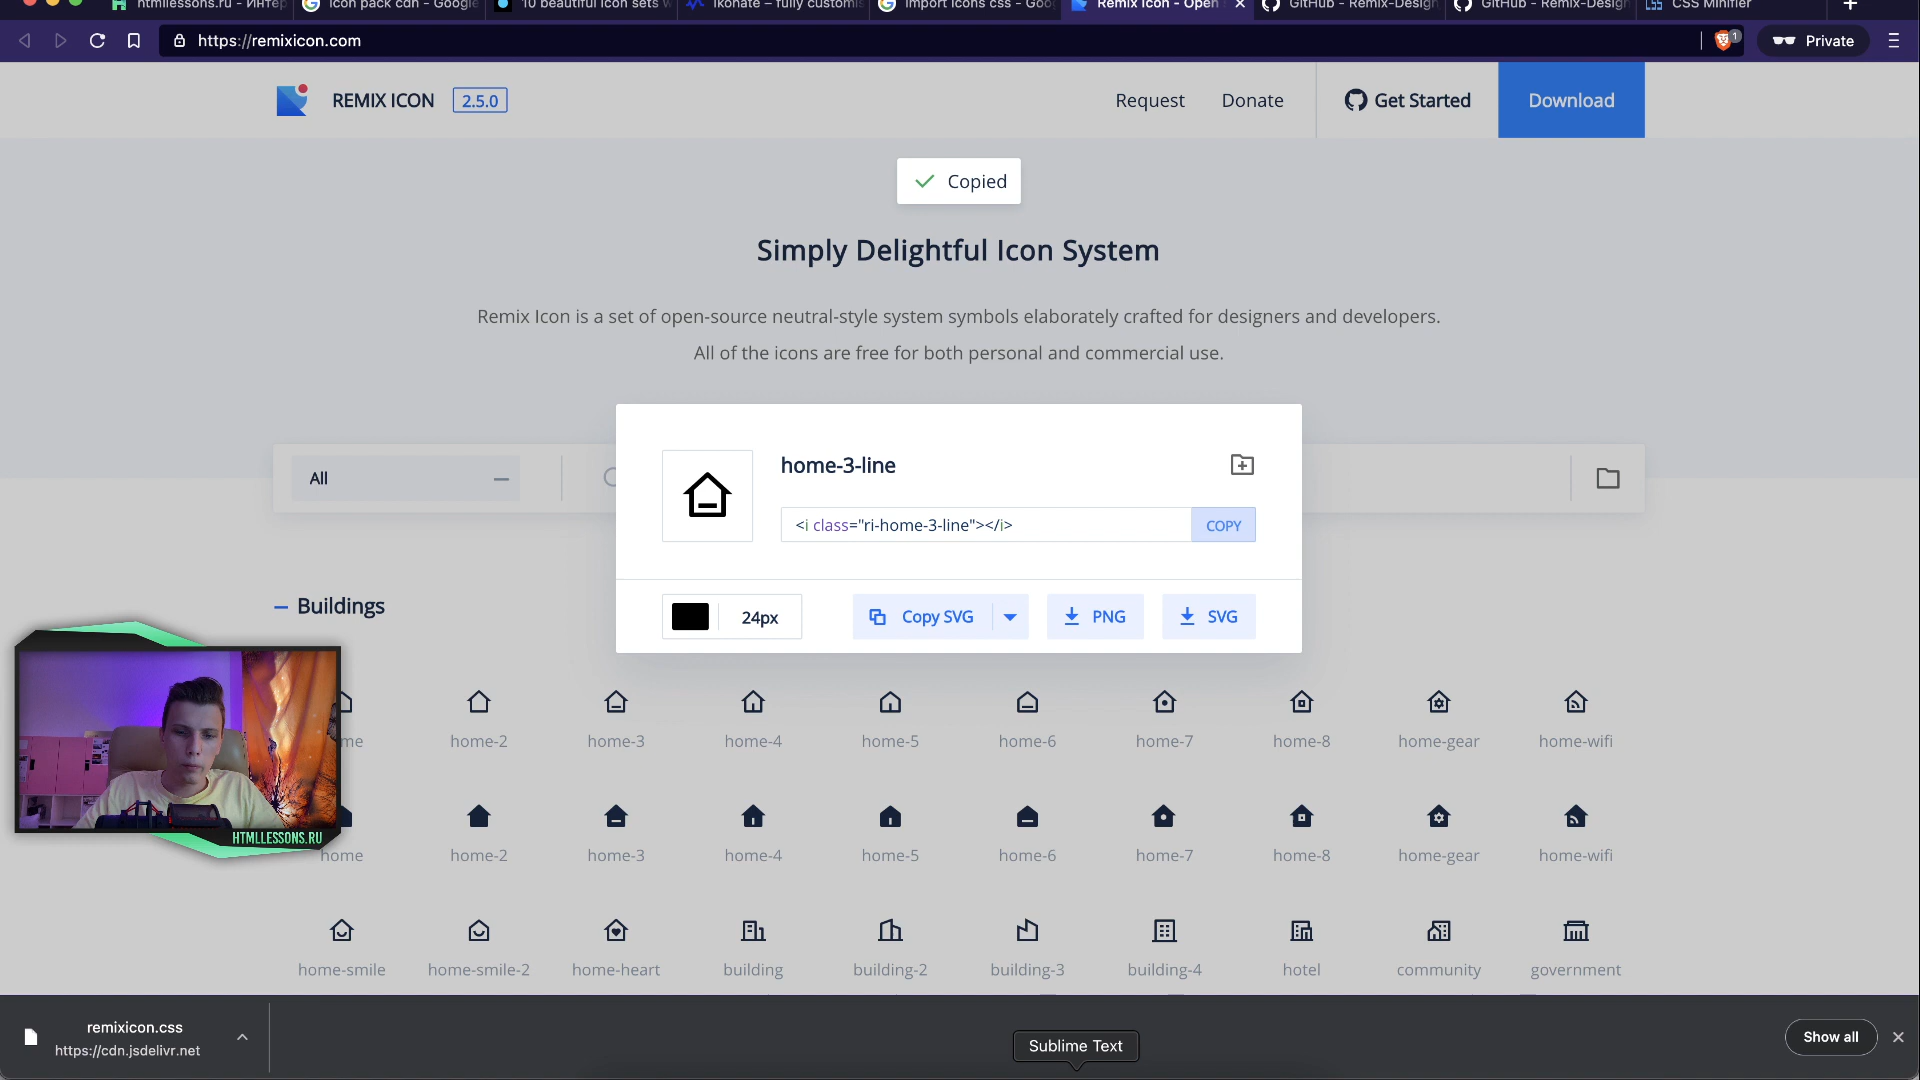 htmllessons.ru - Интер
icon pack cdn - Google
10 beautiful icon sets w
Ikonate – fully customis
import icons css - Goo
Remix Icon - Open
GitHub - Remix-Design
GitHub - Remix-Design
CSS Minifier
https://remixicon.com
1
Private
REMIX ICON
2.5.0
Request
Donate
Get Started
Download
Copied
Simply Delightful Icon System
Remix Icon is a set of open-source neutral-style system symbols elaborately crafted for designers and developers.
All of the icons are free for both personal and commercial use.
All
home-3-line
<i class="ri-home-3-line"></i>
COPY
24px
Copy SVG
PNG
SVG
Buildings
me
home-2
home-3
home-4
home-5
home-6
home-7
home-8
home-gear
home-wifi
HTMLLESSONS.RU
home
home-2
home-3
home-4
home-5
home-6
home-7
home-8
home-gear
home-wifi
home-smile
home-smile-2
home-heart
building
building-2
building-3
building-4
hotel
community
government
remixicon.css
https://cdn.jsdelivr.net
Sublime Text
Show all